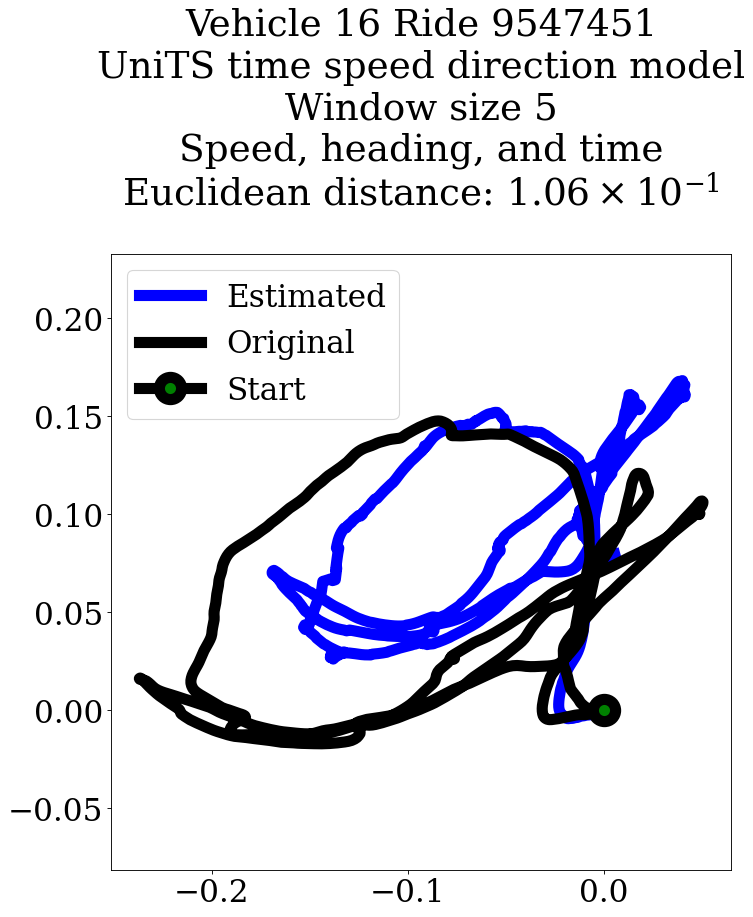 Vehicle 16 Ride 9547451
UniTS time speed direction model
Window size 5
Speed, heading, and time
Euclidean distance: 1.06 × 10⁻¹
Estimated
Original
Start
0.20
0.15
0.10
0.05
0.00
−0.05
−0.2
−0.1
0.0